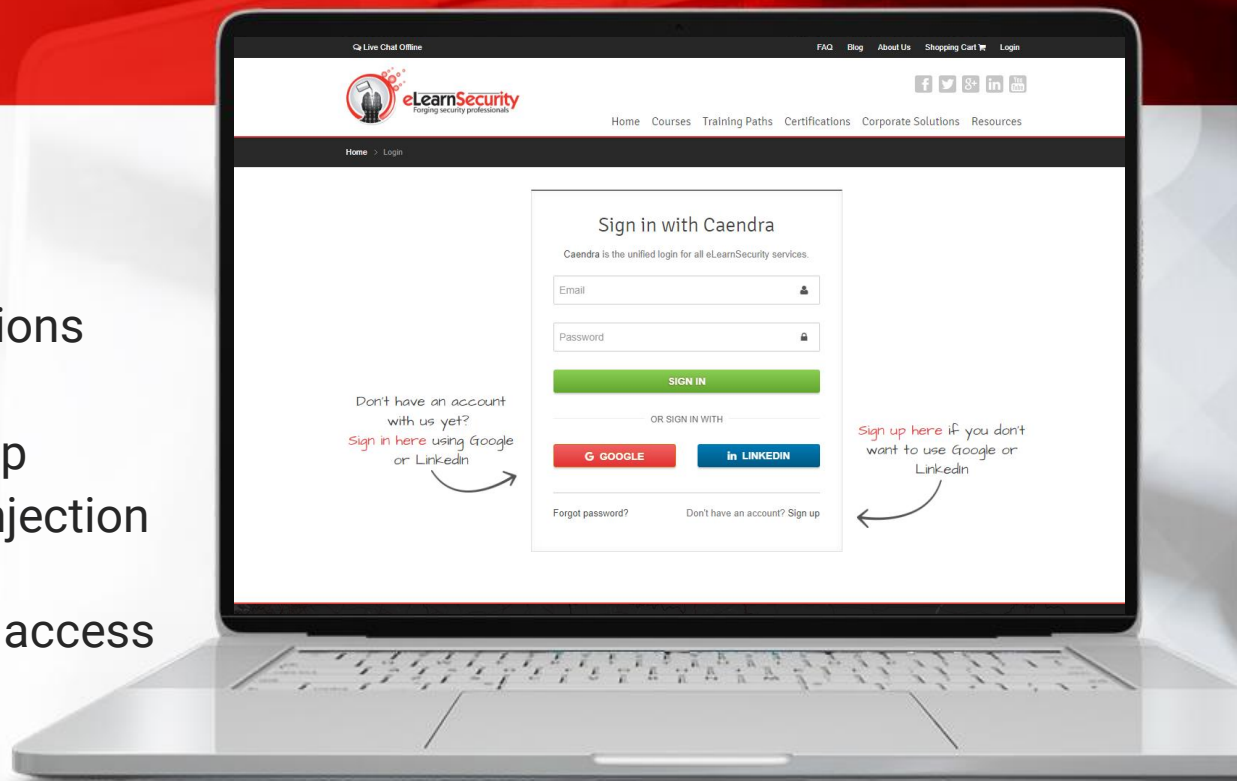 Live Chat Offline
FAQ Blog About Us Shopping Cart Login
eLearnSecurity
Forging security professionals
Home Courses Training Paths Certifications Corporate Solutions Resources
Home > Login
Sign in with Caendra
Caendra is the unified login for all eLearnSecurity services.
Email
Password
SIGN IN
OR SIGN IN WITH
G GOOGLE
in LINKEDIN
Forgot password?
Don't have an account? Sign up
Don't have an account
with us yet?
Sign in here using Google
or LinkedIn
Sign up here if you don't
want to use Google or
LinkedIn
ions
p
njection
access